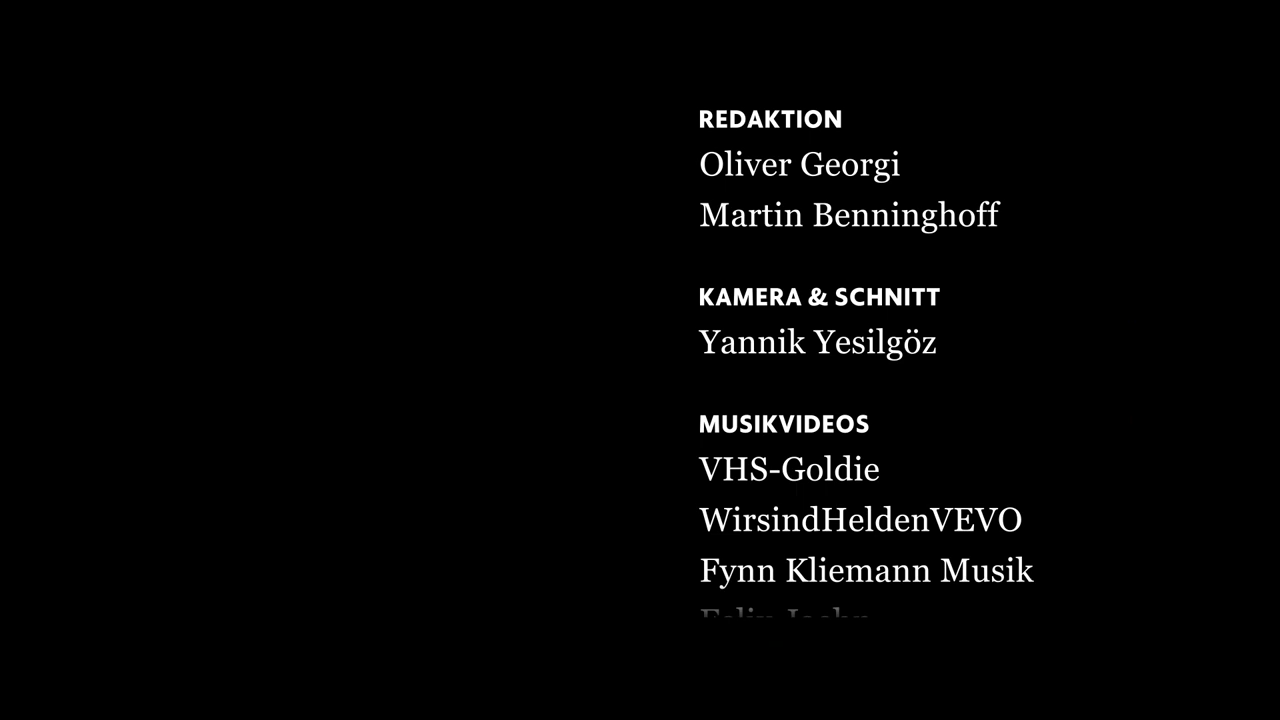 REDAKTION
Oliver Georgi
Martin Benninghoff
KAMERA & SCHNITT
Yannik Yesilgöz
MUSIKVIDEOS
VHS-Goldie
WirsindHeldenVEVO
Fynn Kliemann Musik